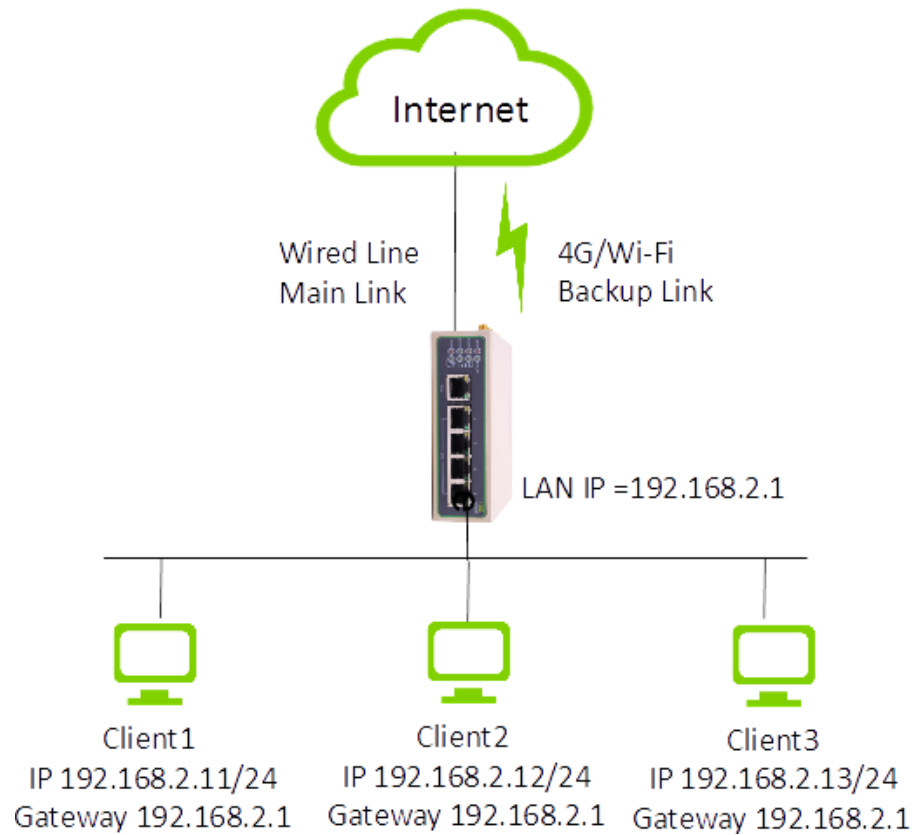 Internet
Wired Line
Main Link
4G/Wi-Fi
Backup Link
LAN IP =192.168.2.1
Client1
IP 192.168.2.11/24
Gateway 192.168.2.1
Client2
IP 192.168.2.12/24
Gateway 192.168.2.1
Client3
IP 192.168.2.13/24
Gateway 192.168.2.1